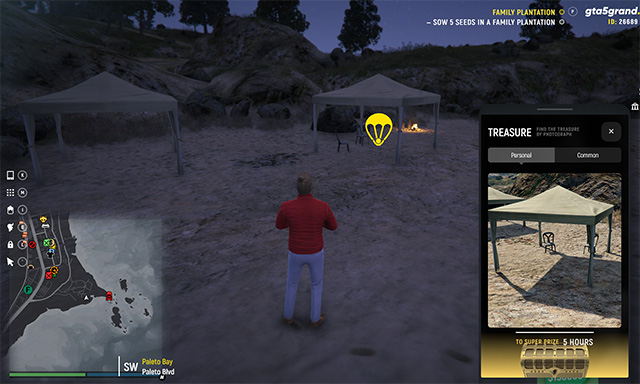 FAMILY PLANTATION
P
gta5grand.
– SOW 5 SEEDS IN A FAMILY PLANTATION
ID: 26689
TREASURE
FIND THE TREASURE
BY PHOTOGRAPH
Personal
Common
SW
Paleto Bay
Paleto Blvd
TO SUPER PRIZE 5 HOURS